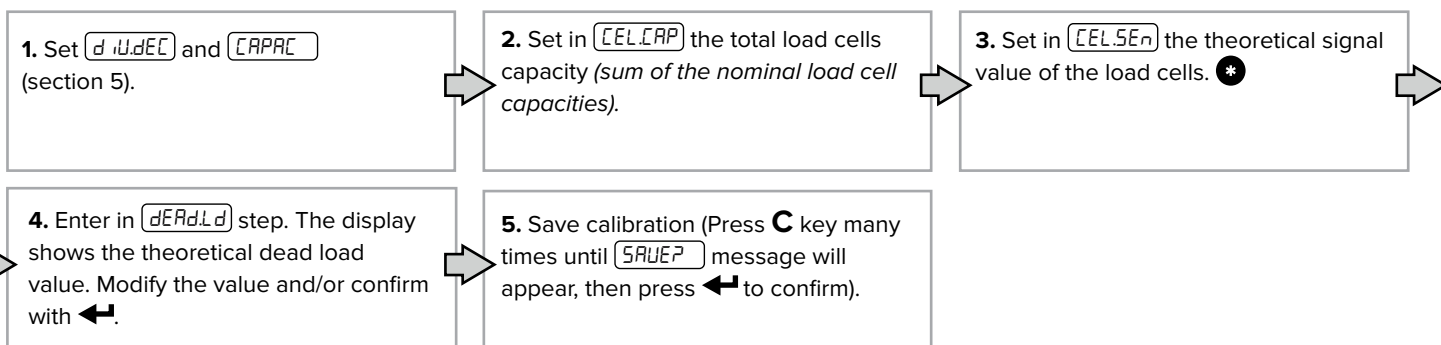 1. Set d iU.dEC and CAPAC
(section 5).
2. Set in CEL.CAP the total load cells
capacity (sum of the nominal load cell
capacities).
3. Set in CEL.SEn the theoretical signal
value of the load cells. *
4. Enter in dEAd.Ld step. The display
shows the theoretical dead load
value. Modify the value and/or confirm
with ↵.
5. Save calibration (Press C key many
times until SAVE? message will
appear, then press ↵ to confirm).